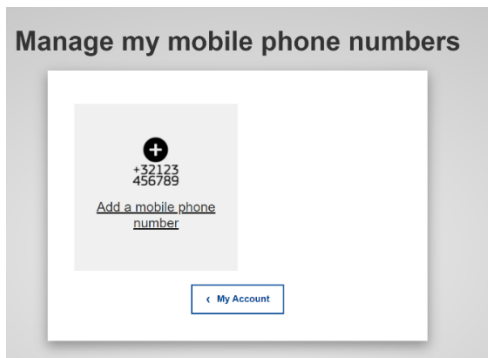 Manage my mobile phone numbers
+32123
456789
Add a mobile phone
number
‹ My Account